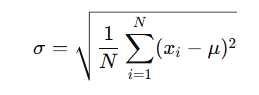 σ = √(1/N ∑_{i=1}^{N} (x_i − μ)²)